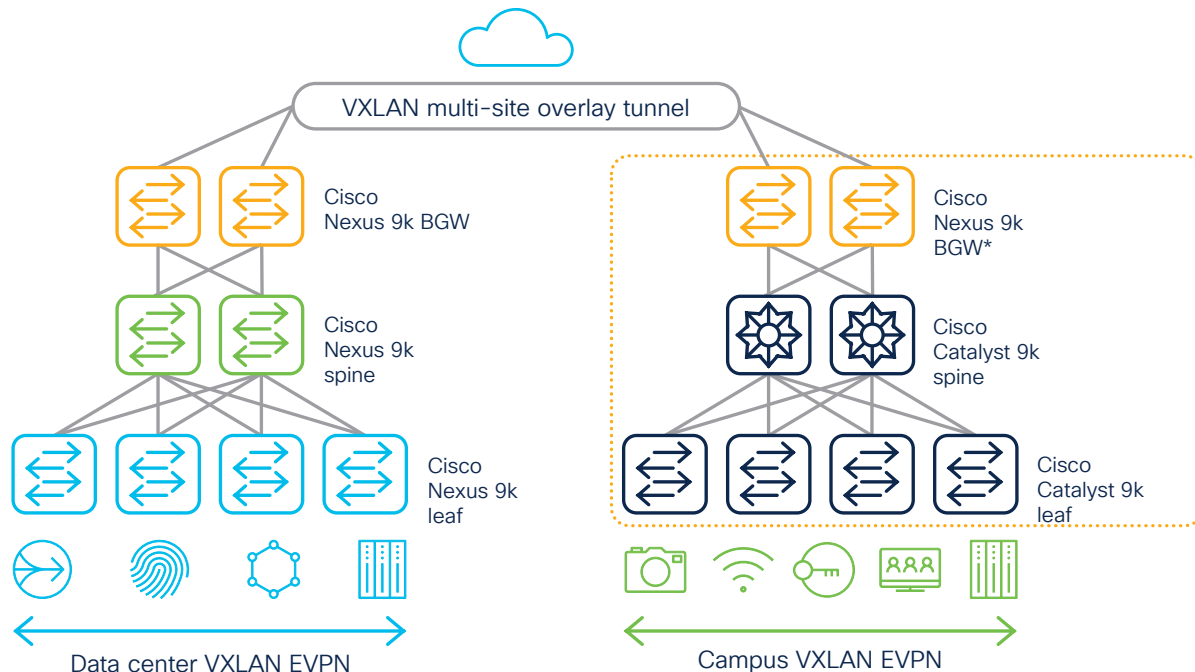 VXLAN multi-site overlay tunnel
Cisco
Nexus 9k BGW
Cisco
Nexus 9k
BGW*
Cisco
Nexus 9k
spine
Cisco
Catalyst 9k
spine
Cisco
Nexus 9k
leaf
Cisco
Catalyst 9k
leaf
Data center VXLAN EVPN
Campus VXLAN EVPN